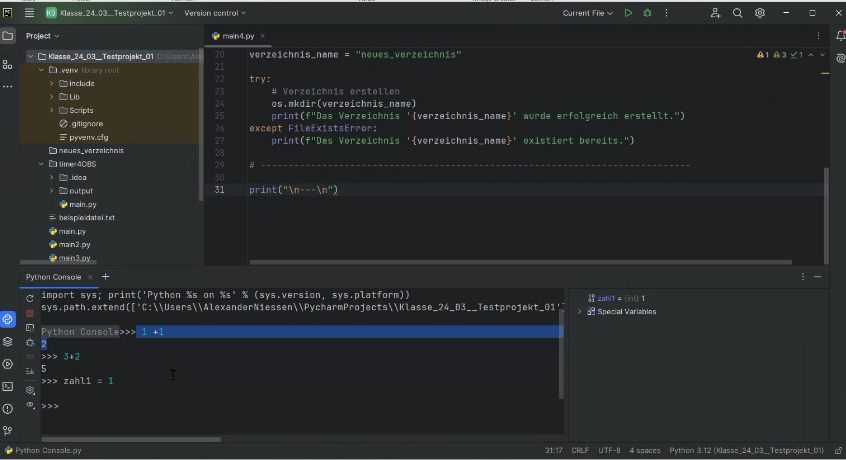 PC
K0 Klasse_24_03__Testprojekt_01
Version control
Current File
Project
main4.py
Klasse_24_03__Testprojekt_01
.venv library root
include
Lib
Scripts
.gitignore
pyvenv.cfg
neues_verzeichnis
timer4OBS
.idea
output
main.py
beispieldatei.txt
main.py
main2.py
main3.py
20 verzeichnis_name = "neues_verzeichnis"
21
22 try:
23 # Verzeichnis erstellen
24 os.mkdir(verzeichnis_name)
25 print(f"Das Verzeichnis '{verzeichnis_name}' wurde erfolgreich erstellt.")
26 except FileExistsError:
27 print(f"Das Verzeichnis '{verzeichnis_name}' existiert bereits.")
28
29 # --------------------------------------------------------------------------
30
31 print("\n---\n")
1 3 1
Python Console
import sys; print('Python %s on %s' % (sys.version, sys.platform))
sys.path.extend(['C:\\Users\\AlexanderNiessen\\PycharmProjects\\Klasse_24_03__Testprojekt_01'
Python Console>>> 1 +1
2
>>> 3+2
5
>>> zahl1 = 1
>>>
zahl1 = {int} 1
Special Variables
Python Console.py
31:17 CRLF UTF-8 4 spaces Python 3.12 (Klasse_24_03__Testprojekt_01)